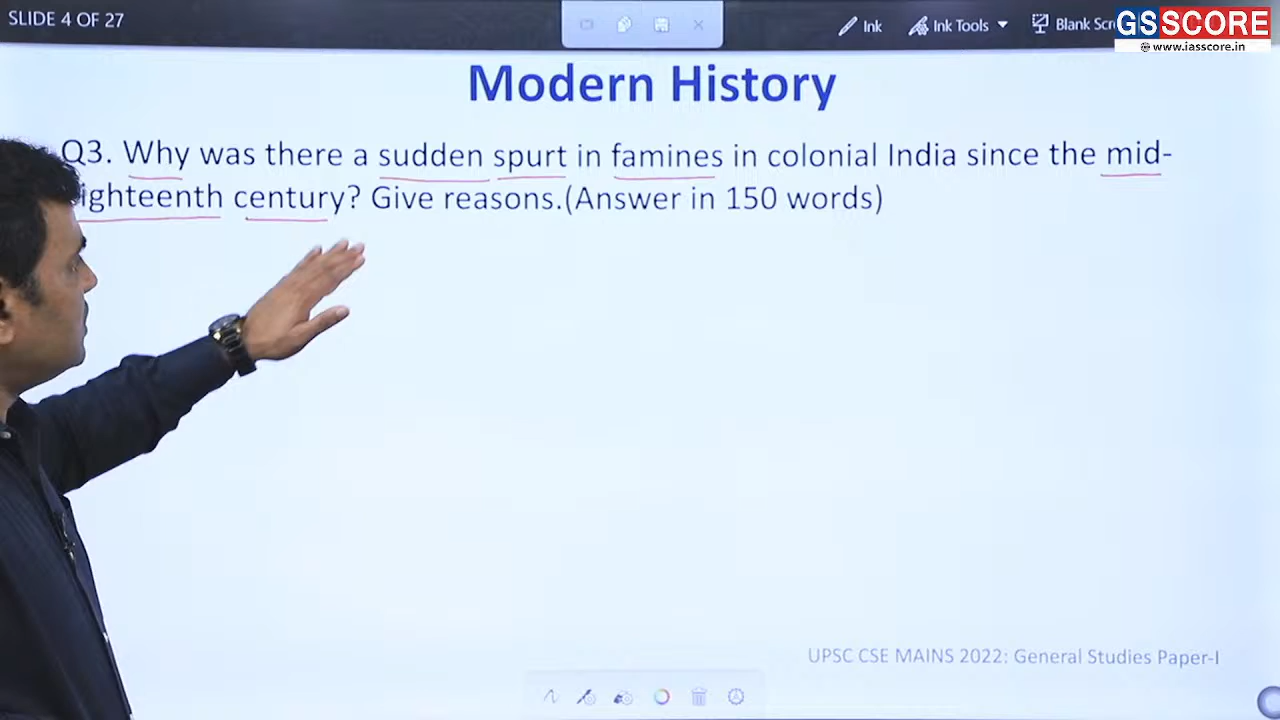 SLIDE 4 OF 27
Ink
Ink Tools
Blank Scr
GSSCORE
www.iasscore.in
Modern History
Q3. Why was there a sudden spurt in famines in colonial India since the mid-
ighteenth century? Give reasons.(Answer in 150 words)
UPSC CSE MAINS 2022: General Studies Paper-I